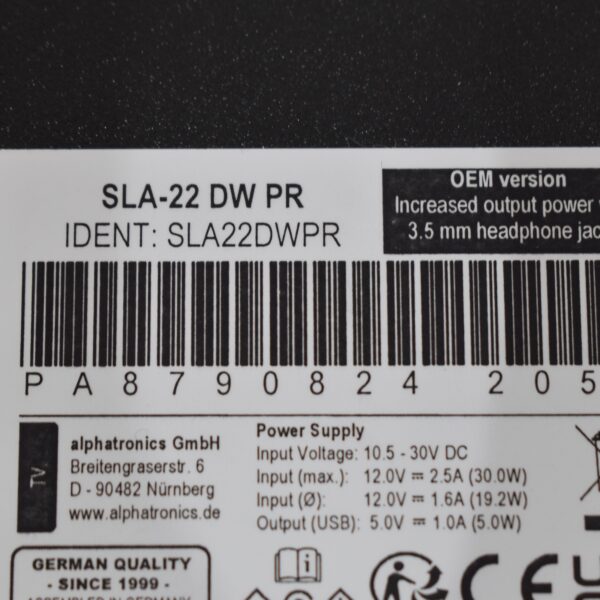 SLA-22 DW PR
IDENT: SLA22DWPR
OEM version
Increased output power
3.5 mm headphone
PA8790824 205
TV
alphatronics GmbH
Breitengraserstr. 6
D - 90482 Nürnberg
www.alphatronics.de
Power Supply
Input Voltage: 10.5 - 30V DC
Input (max.): 12.0V ⎓ 2.5A (30.0W)
Input (Ø): 12.0V ⎓ 1.6A (19.2W)
Output (USB): 5.0V ⎓ 1.0A (5.0W)
GERMAN QUALITY
- SINCE 1999 -
i
CE